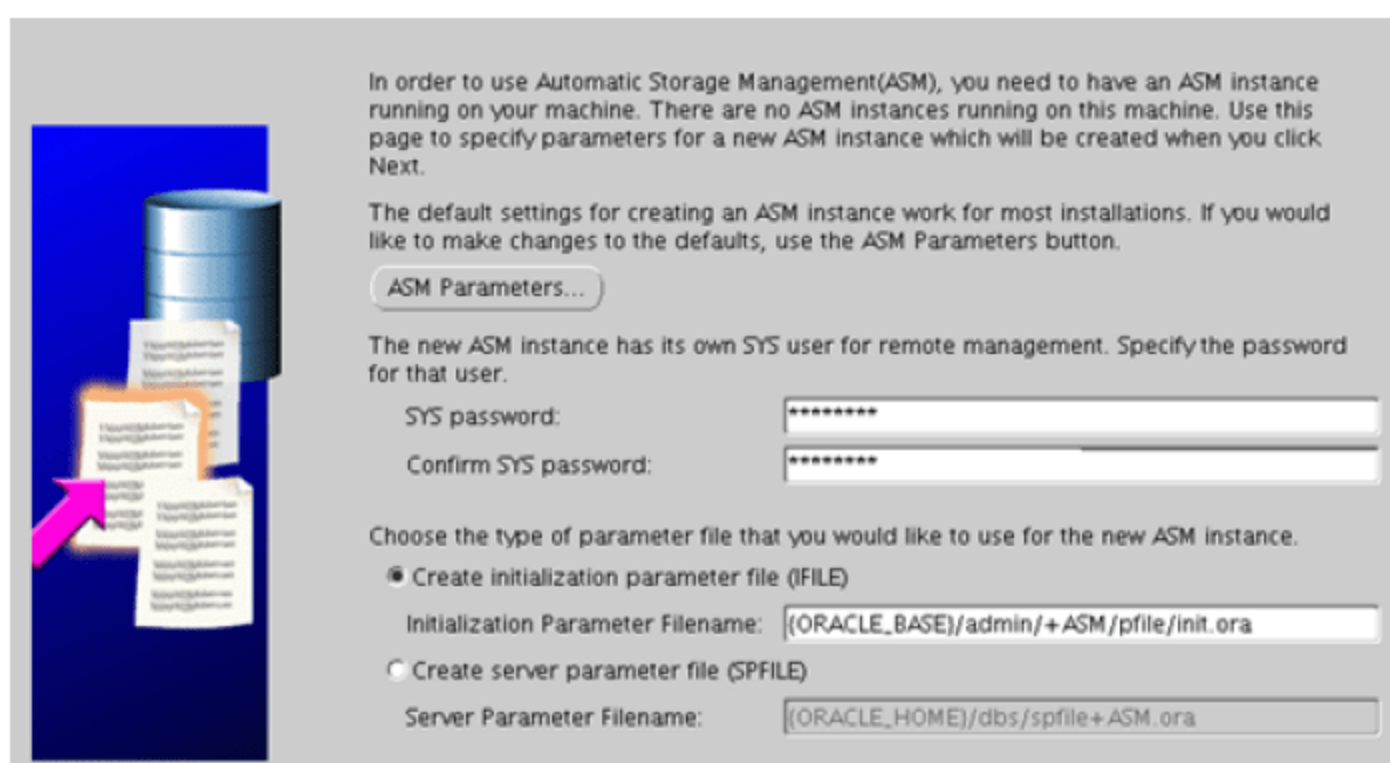 In order to use Automatic Storage Management(ASM), you need to have an ASM instance
running on your machine. There are no ASM instances running on this machine. Use this
page to specify parameters for a new ASM instance which will be created when you click
Next.
The default settings for creating an ASM instance work for most installations. If you would
like to make changes to the defaults, use the ASM Parameters button.
ASM Parameters...
The new ASM instance has its own SYS user for remote management. Specify the password
for that user.
SYS password: ********
Confirm SYS password: ********
Choose the type of parameter file that you would like to use for the new ASM instance.
Create initialization parameter file (IFILE)
Initialization Parameter Filename: {ORACLE_BASE}/admin/+ASM/pfile/init.ora
Create server parameter file (SPFILE)
Server Parameter Filename: {ORACLE_HOME}/dbs/spfile+ASM.ora